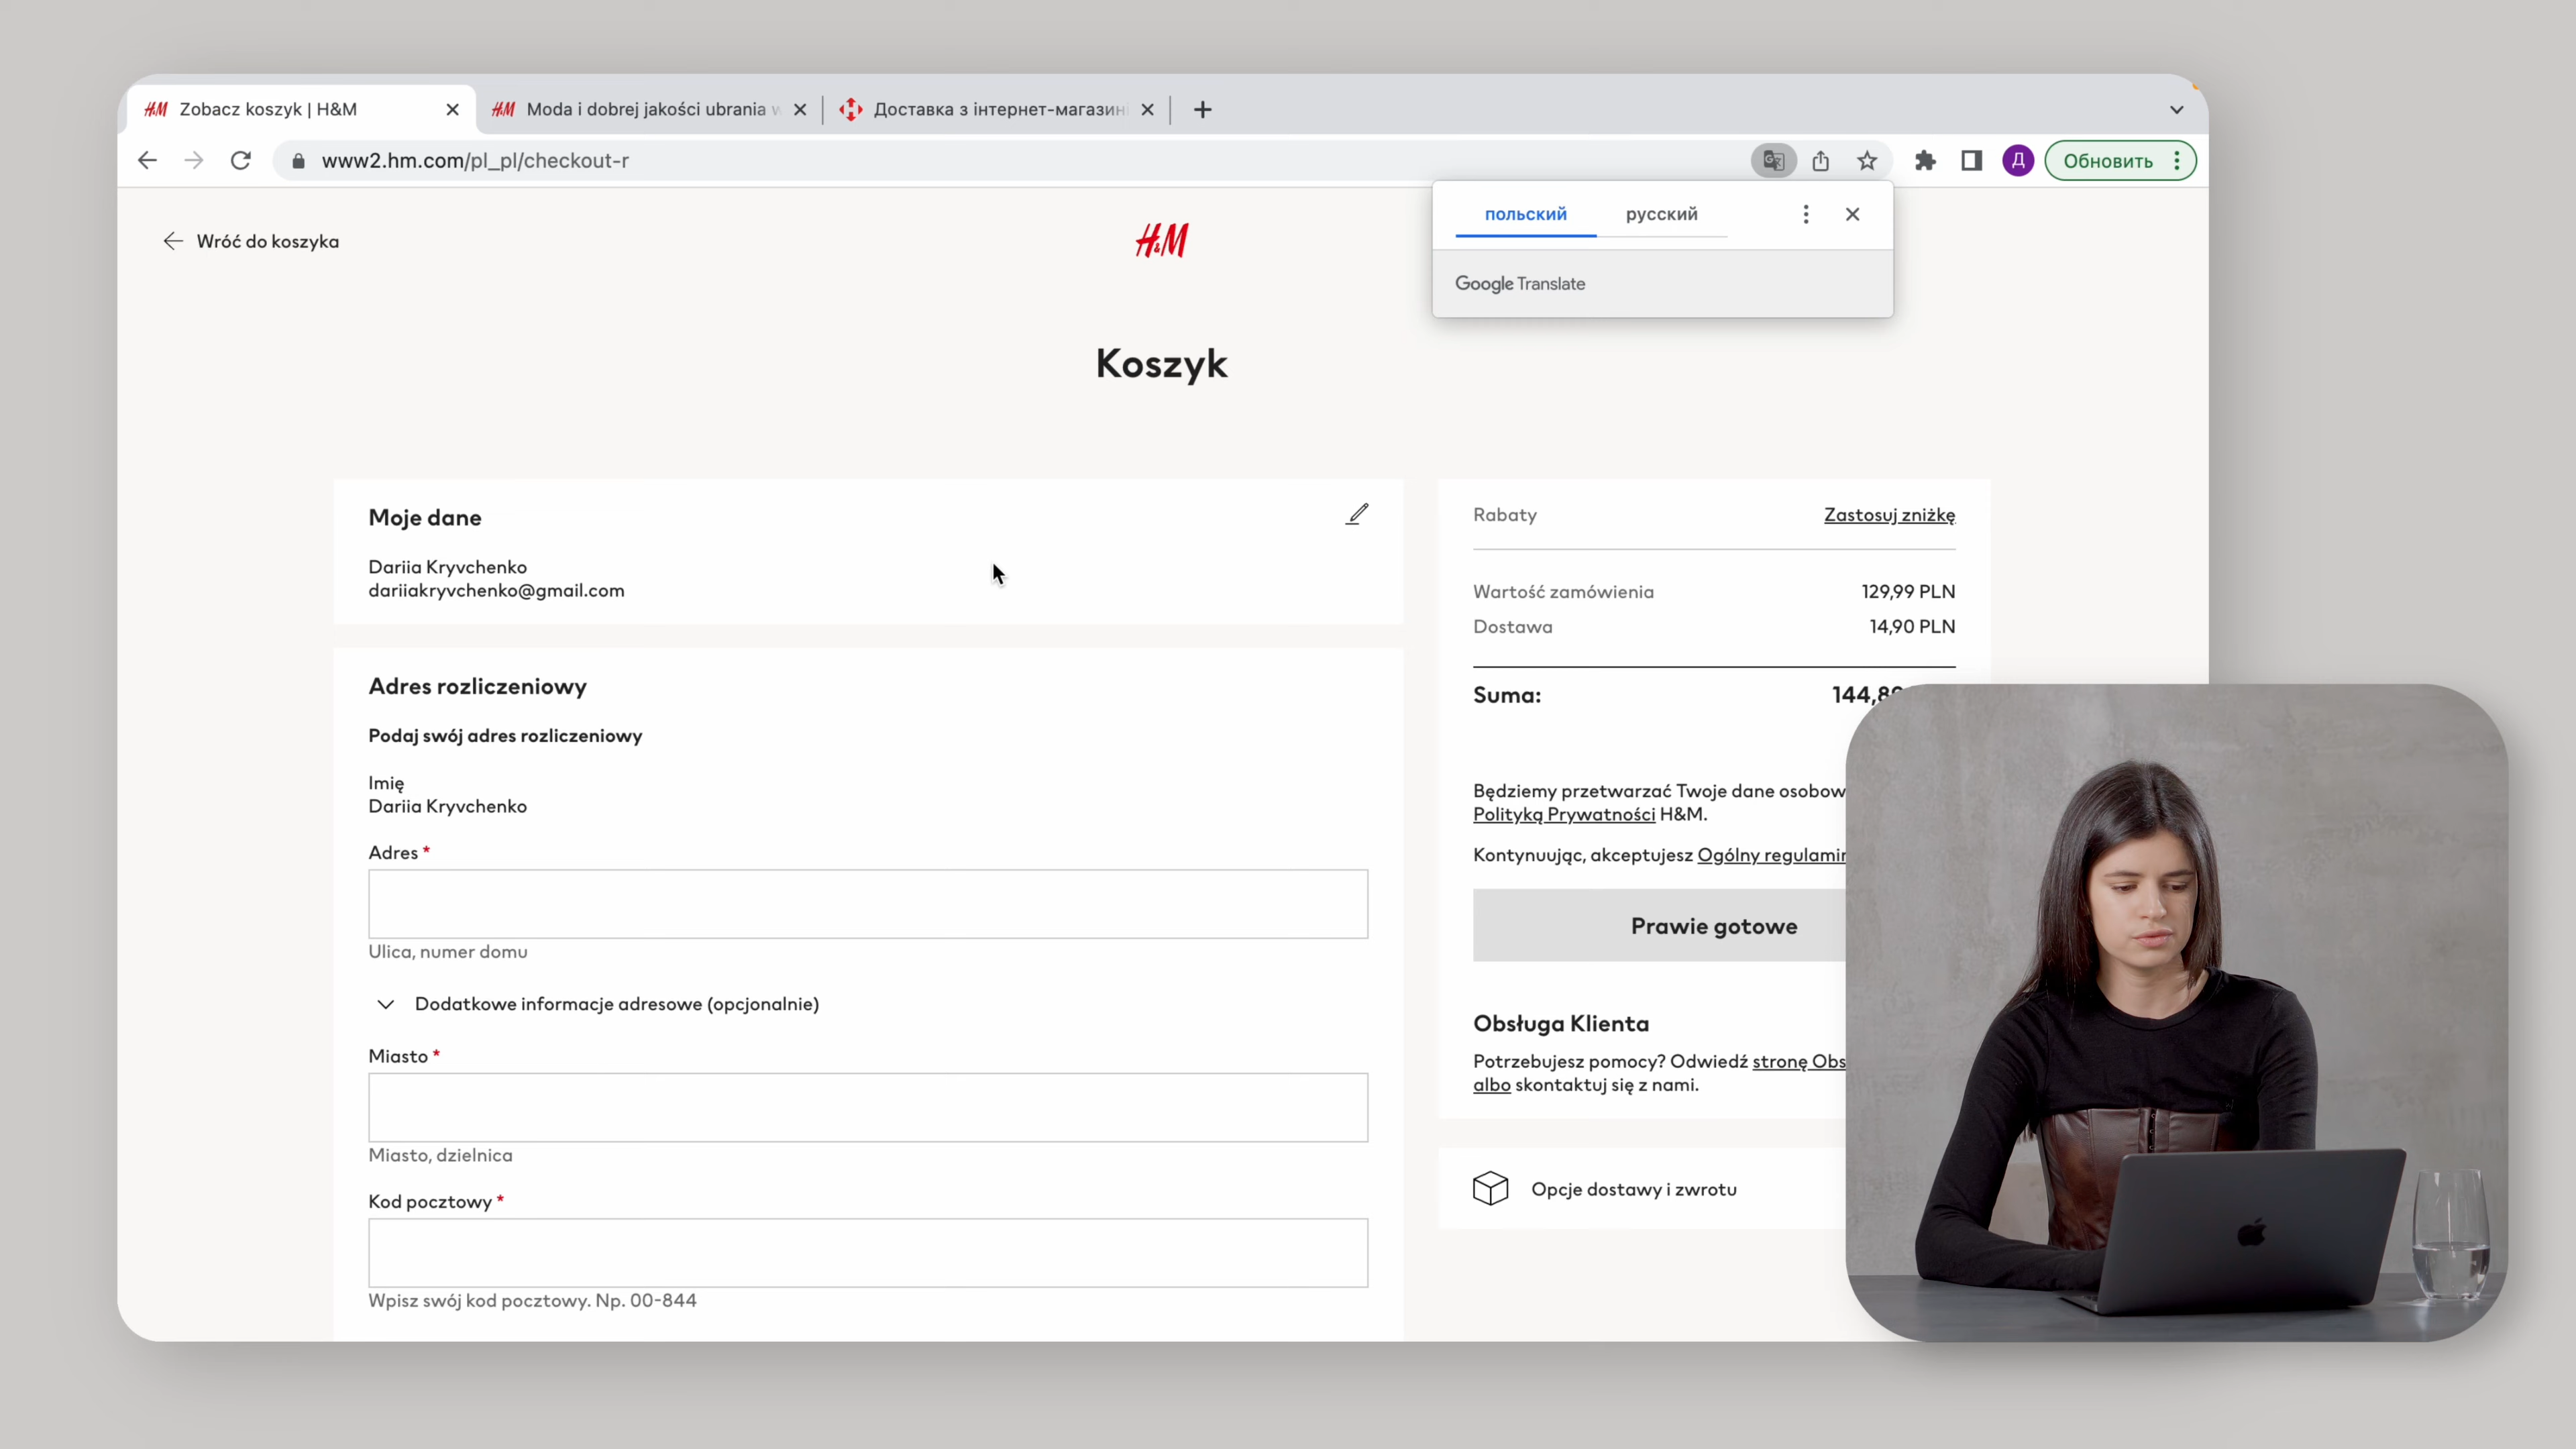 H&M Zobacz koszyk | H&M
H&M Moda i dobrej jakości ubrania w
Доставка з інтернет-магазин
www2.hm.com/pl_pl/checkout-r
Д
Обновить
польский
русский
Google Translate
Wróć do koszyka
H&M
Koszyk
Moje dane
Dariia Kryvchenko
dariiakryvchenko@gmail.com
Adres rozliczeniowy
Podaj swój adres rozliczeniowy
Imię
Dariia Kryvchenko
Adres *
Ulica, numer domu
Dodatkowe informacje adresowe (opcjonalnie)
Miasto *
Miasto, dzielnica
Kod pocztowy *
Wpisz swój kod pocztowy. Np. 00-844
Rabaty Zastosuj zniżkę
Wartość zamówienia 129,99 PLN
Dostawa 14,90 PLN
Suma: 144,89
Będziemy przetwarzać Twoje dane osobow
Polityką Prywatności H&M.
Kontynuując, akceptujesz Ogólny regulamin
Prawie gotowe
Obsługa Klienta
Potrzebujesz pomocy? Odwiedź stronę Obs
albo skontaktuj się z nami.
Opcje dostawy i zwrotu